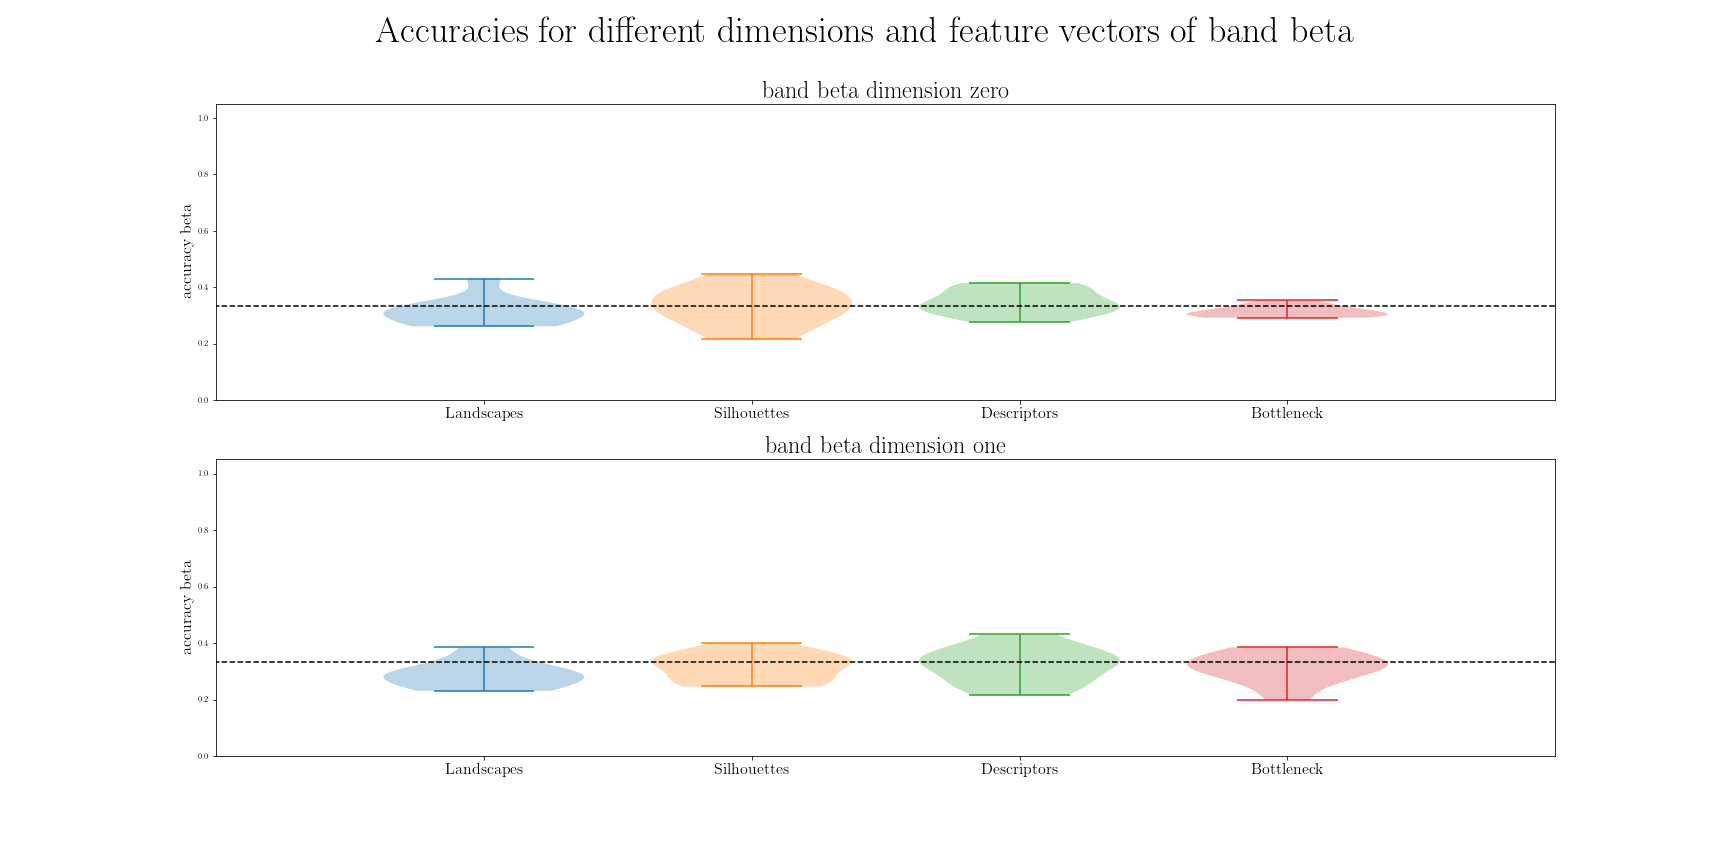 Accuracies for different dimensions and feature vectors of band beta
band beta dimension zero
1.0
0.8
0.6
0.4
0.2
0.0
accuracy beta
Landscapes Silhouettes Descriptors Bottleneck
band beta dimension one
1.0
0.8
0.6
0.4
0.2
0.0
accuracy beta
Landscapes Silhouettes Descriptors Bottleneck